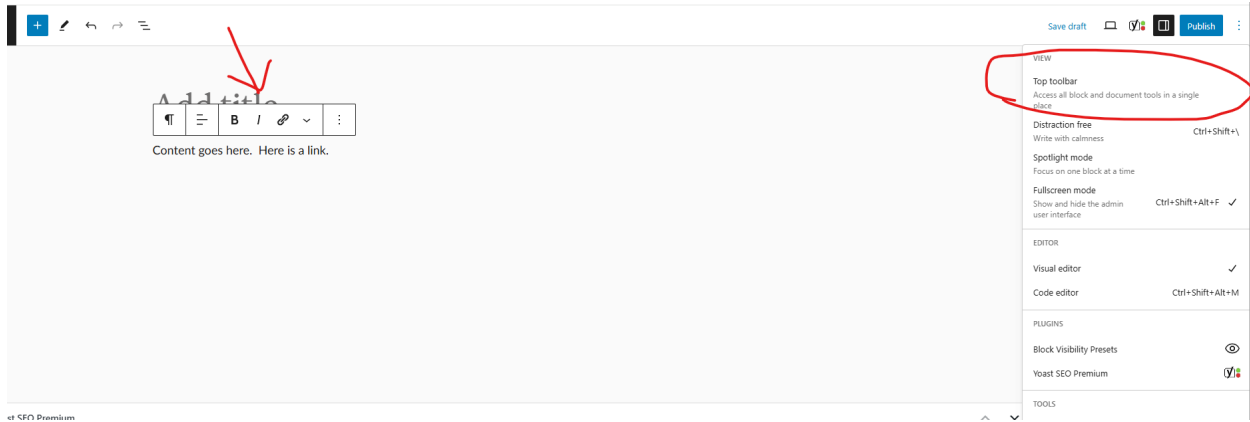 Save draft
Publish
VIEW
Add title
Top toolbar
Access all block and document tools in a single
place
B I
Distraction free
Ctrl+Shift+\
Write with calmness
Content goes here. Here is a link.
Spotlight mode
Focus on one block at a time
Fullscreen mode
Show and hide the admin
Ctrl+Shift+Alt+F
user interface
EDITOR
Visual editor
Code editor
Ctrl+Shift+Alt+M
PLUGINS
Block Visibility Presets
Yoast SEO Premium
TOOLS
st SEO Premium